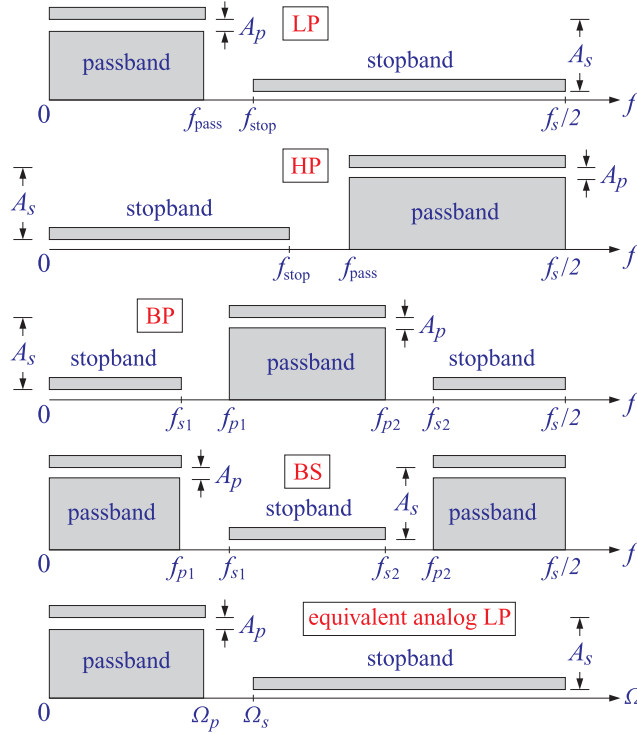 LP
A_p
passband
stopband
A_s
0 f_pass f_stop f_s/2 f
HP
A_s
stopband
passband
A_p
0 f_stop f_pass f_s/2 f
BP
A_s
stopband
passband
A_p
stopband
0 f_s1 f_p1 f_p2 f_s2 f_s/2 f
BS
passband
A_p
stopband
A_s
passband
0 f_p1 f_s1 f_s2 f_p2 f_s/2 f
equivalent analog LP
A_p
passband
stopband
A_s
0 Ω_p Ω_s Ω